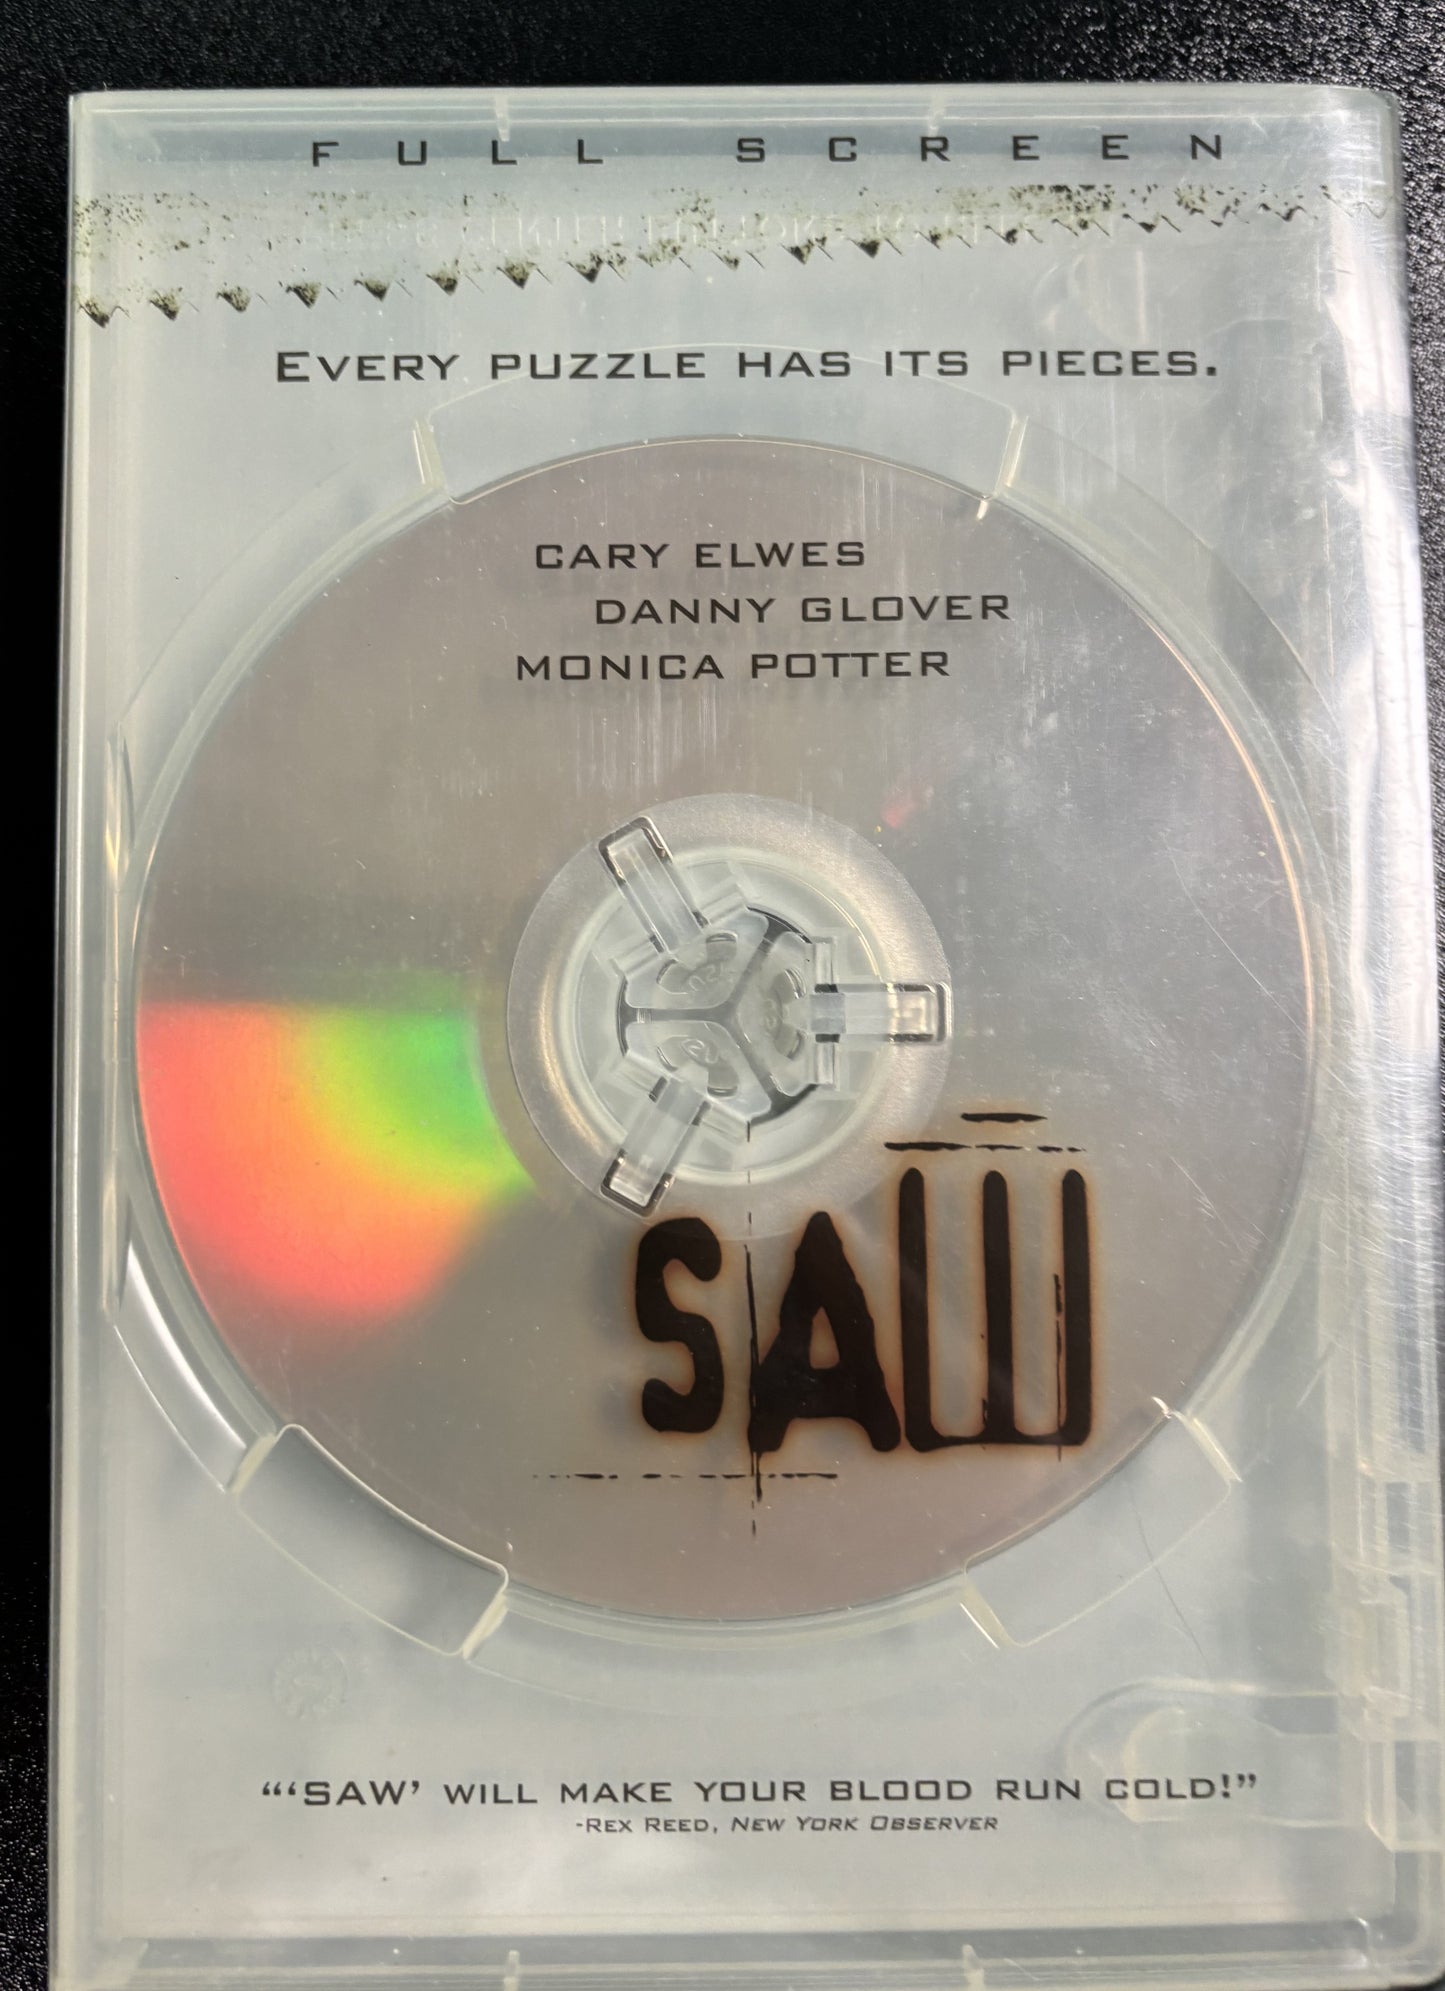 FULL SCREEN
EVERY PUZZLE HAS ITS PIECES.
CARY ELWES
DANNY GLOVER
MONICA POTTER
SAW
"'SAW' WILL MAKE YOUR BLOOD RUN COLD!"
-REX REED, NEW YORK OBSERVER